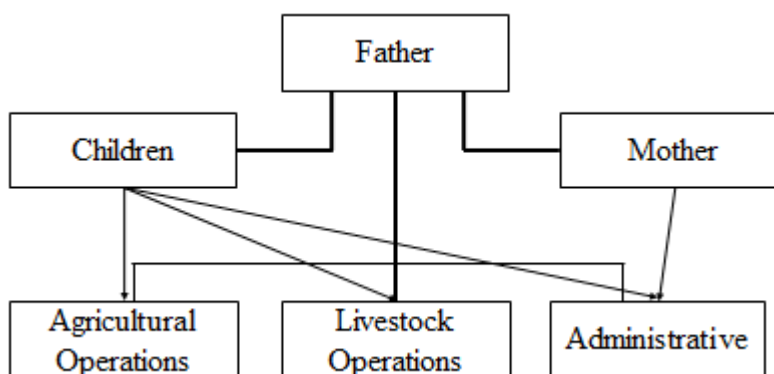 Father
Children
Mother
Agricultural
Operations
Livestock
Operations
Administrative